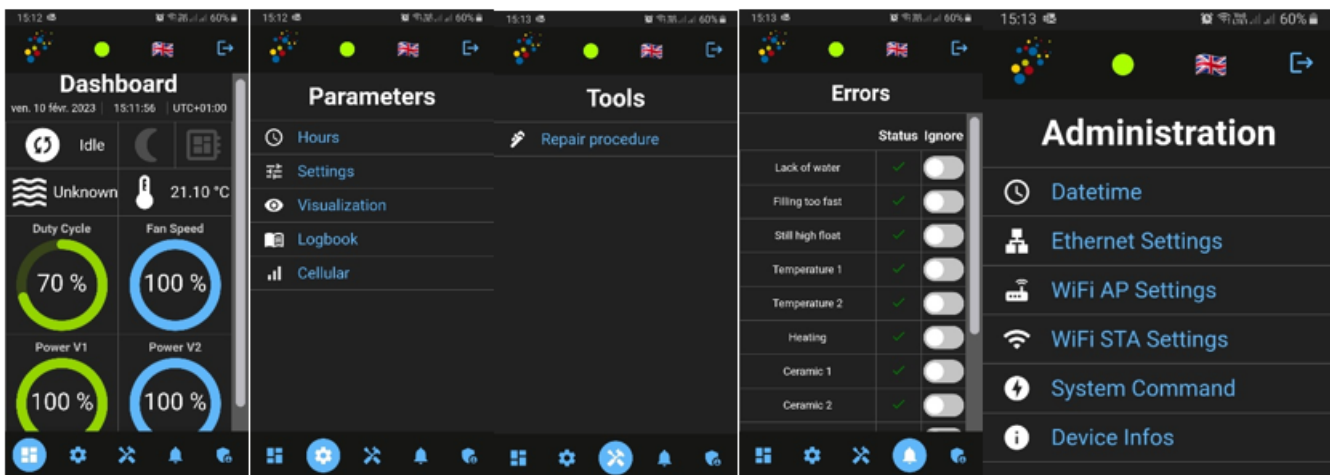 15:12
60%
Dashboard
ven. 10 févr. 2023 15:11:56 UTC+01:00
Idle
Unknown 21.10 °C
Duty Cycle Fan Speed
70 % 100 %
Power V1 Power V2
100 % 100 %
15:12
60%
Parameters
Hours
Settings
Visualization
Logbook
Cellular
15:13
60%
Tools
Repair procedure
15:13
60%
Errors
Status Ignore
Lack of water
Filling too fast
Still high float
Temperature 1
Temperature 2
Heating
Ceramic 1
Ceramic 2
15:13
60%
Administration
Datetime
Ethernet Settings
WiFi AP Settings
WiFi STA Settings
System Command
Device Infos